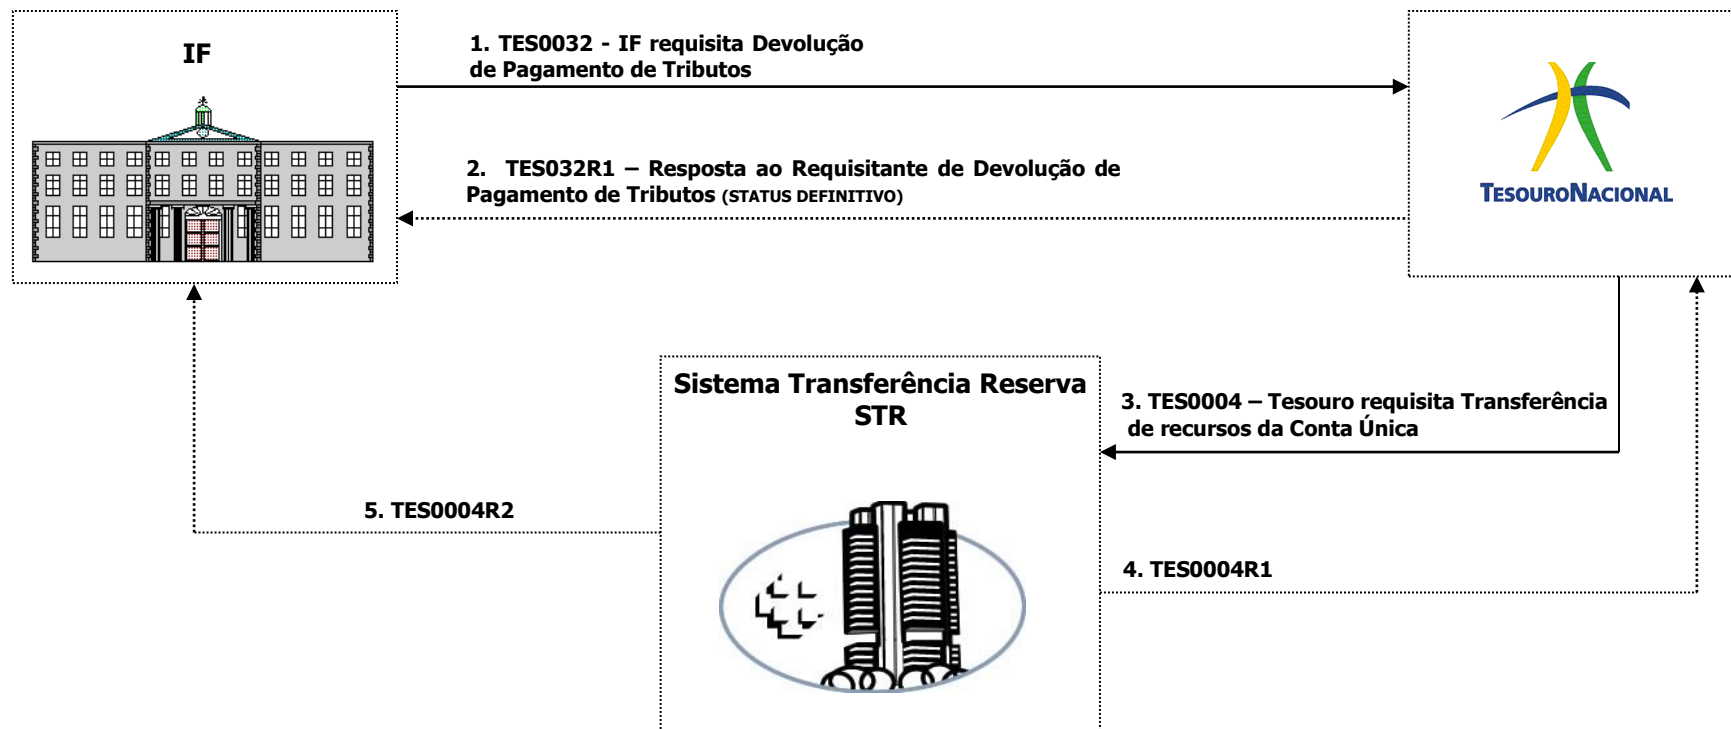 IF
1. TES0032 - IF requisita Devolução
de Pagamento de Tributos
2. TES032R1 – Resposta ao Requisitante de Devolução de
Pagamento de Tributos (STATUS DEFINITIVO)
TESOURONACIONAL
Sistema Transferência Reserva
STR
3. TES0004 – Tesouro requisita Transferência
de recursos da Conta Única
5. TES0004R2
4. TES0004R1